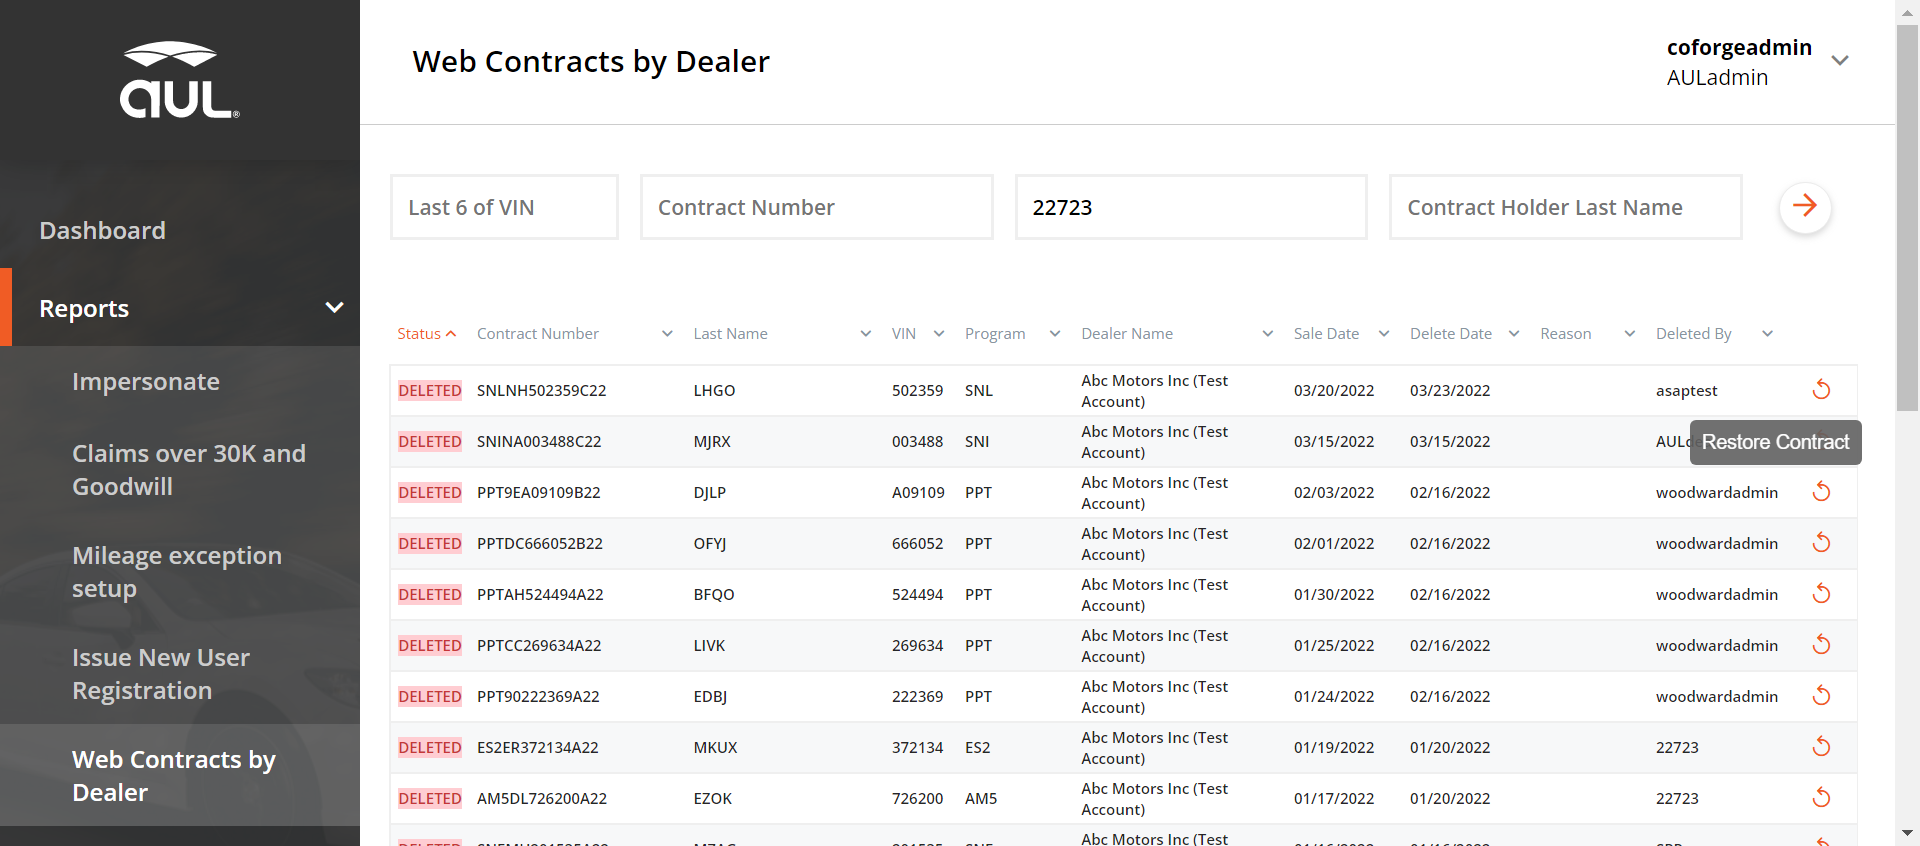 aUL®
Dashboard
Reports
Impersonate
Claims over 30K and
Goodwill
Mileage exception
setup
Issue New User
Registration
Web Contracts by
Dealer
Web Contracts by Dealer
coforgeadmin
AULadmin
Last 6 of VIN Contract Number 22723 Contract Holder Last Name
Status Contract Number Last Name VIN Program Dealer Name Sale Date Delete Date Reason Deleted By
DELETED SNLNH502359C22 LHGO 502359 SNL Abc Motors Inc (Test Account) 03/20/2022 03/23/2022 asaptest
DELETED SNINA003488C22 MJRX 003488 SNI Abc Motors Inc (Test Account) 03/15/2022 03/15/2022
Restore Contract
DELETED PPT9EA09109B22 DJLP A09109 PPT Abc Motors Inc (Test Account) 02/03/2022 02/16/2022 woodwardadmin
DELETED PPTDC666052B22 OFYJ 666052 PPT Abc Motors Inc (Test Account) 02/01/2022 02/16/2022 woodwardadmin
DELETED PPTAH524494A22 BFQO 524494 PPT Abc Motors Inc (Test Account) 01/30/2022 02/16/2022 woodwardadmin
DELETED PPTCC269634A22 LIVK 269634 PPT Abc Motors Inc (Test Account) 01/25/2022 02/16/2022 woodwardadmin
DELETED PPT90222369A22 EDBJ 222369 PPT Abc Motors Inc (Test Account) 01/24/2022 02/16/2022 woodwardadmin
DELETED ES2ER372134A22 MKUX 372134 ES2 Abc Motors Inc (Test Account) 01/19/2022 01/20/2022 22723
DELETED AM5DL726200A22 EZOK 726200 AM5 Abc Motors Inc (Test Account) 01/17/2022 01/20/2022 22723
Abc Motors Inc (Test